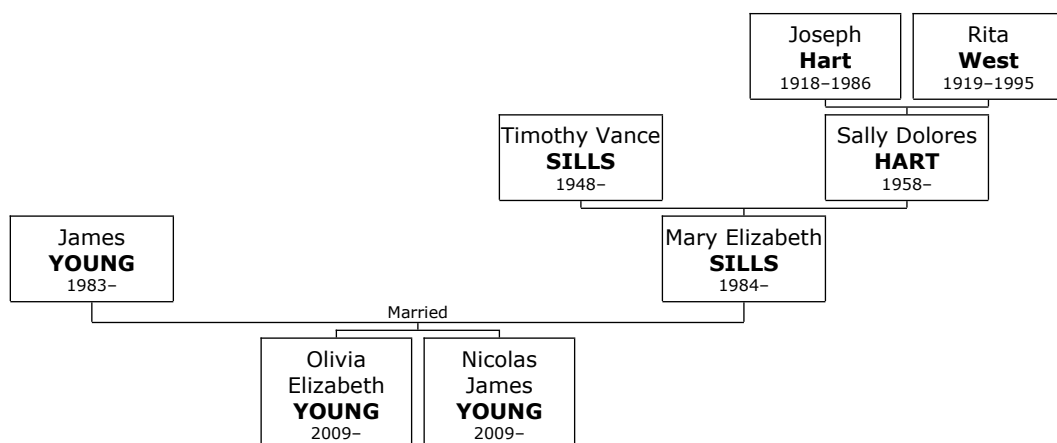 Joseph
Hart
1918–1986
Rita
West
1919–1995
Timothy Vance
SILLS
1948–
Sally Dolores
HART
1958–
James
YOUNG
1983–
Mary Elizabeth
SILLS
1984–
Married
Olivia
Elizabeth
YOUNG
2009–
Nicolas
James
YOUNG
2009–